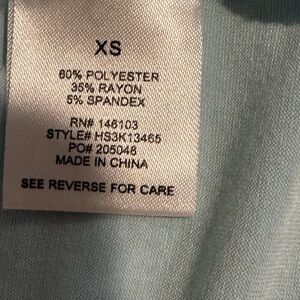 XS
60% POLYESTER
35% RAYON
5% SPANDEX
RN# 146103
STYLE# HS3K13465
PO# 205048
MADE IN CHINA
SEE REVERSE FOR CARE